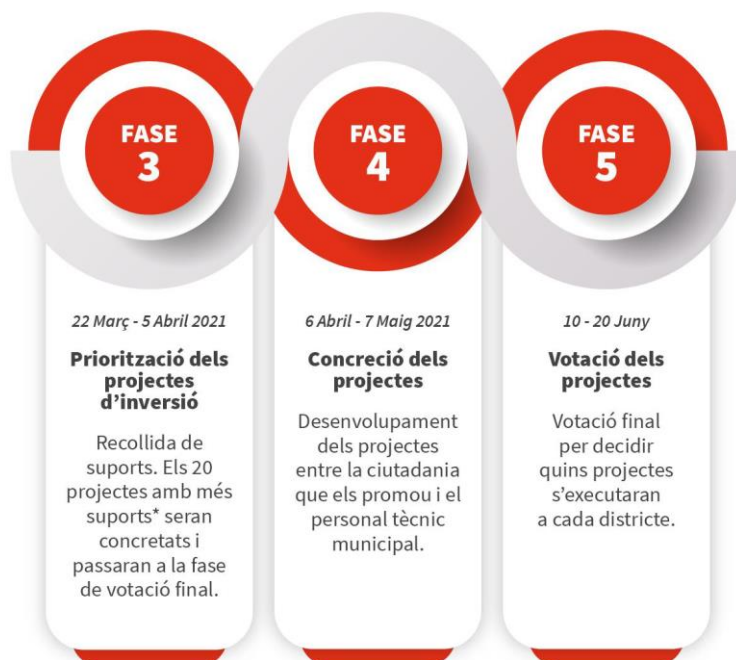 FASE
3
22 Març - 5 Abril 2021
Priorització dels
projectes
d’inversió
Recollida de
suports. Els 20
projectes amb més
suports* seran
concretats i
passaran a la fase
de votació final.
FASE
4
6 Abril - 7 Maig 2021
Concreció dels
projectes
Desenvolupament
dels projectes
entre la ciutadania
que els promou i el
personal tècnic
municipal.
FASE
5
10 - 20 Juny
Votació dels
projectes
Votació final
per decidir
quins projectes
s’executaran
a cada districte.